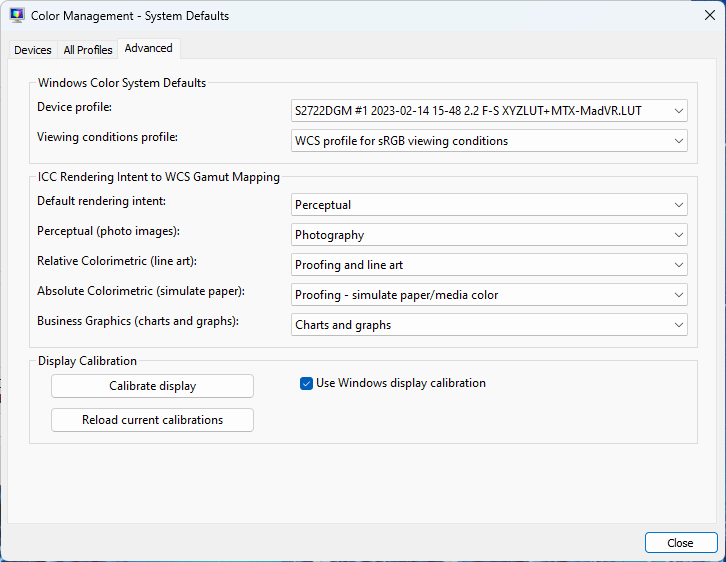 Color Management - System Defaults
Devices All Profiles Advanced
Windows Color System Defaults
Device profile: S2722DGM #1 2023-02-14 15-48 2.2 F-S XYZLUT+MTX-MadVR.LUT
Viewing conditions profile: WCS profile for sRGB viewing conditions
ICC Rendering Intent to WCS Gamut Mapping
Default rendering intent: Perceptual
Perceptual (photo images): Photography
Relative Colorimetric (line art): Proofing and line art
Absolute Colorimetric (simulate paper): Proofing - simulate paper/media color
Business Graphics (charts and graphs): Charts and graphs
Display Calibration
Calibrate display Use Windows display calibration
Reload current calibrations
Close